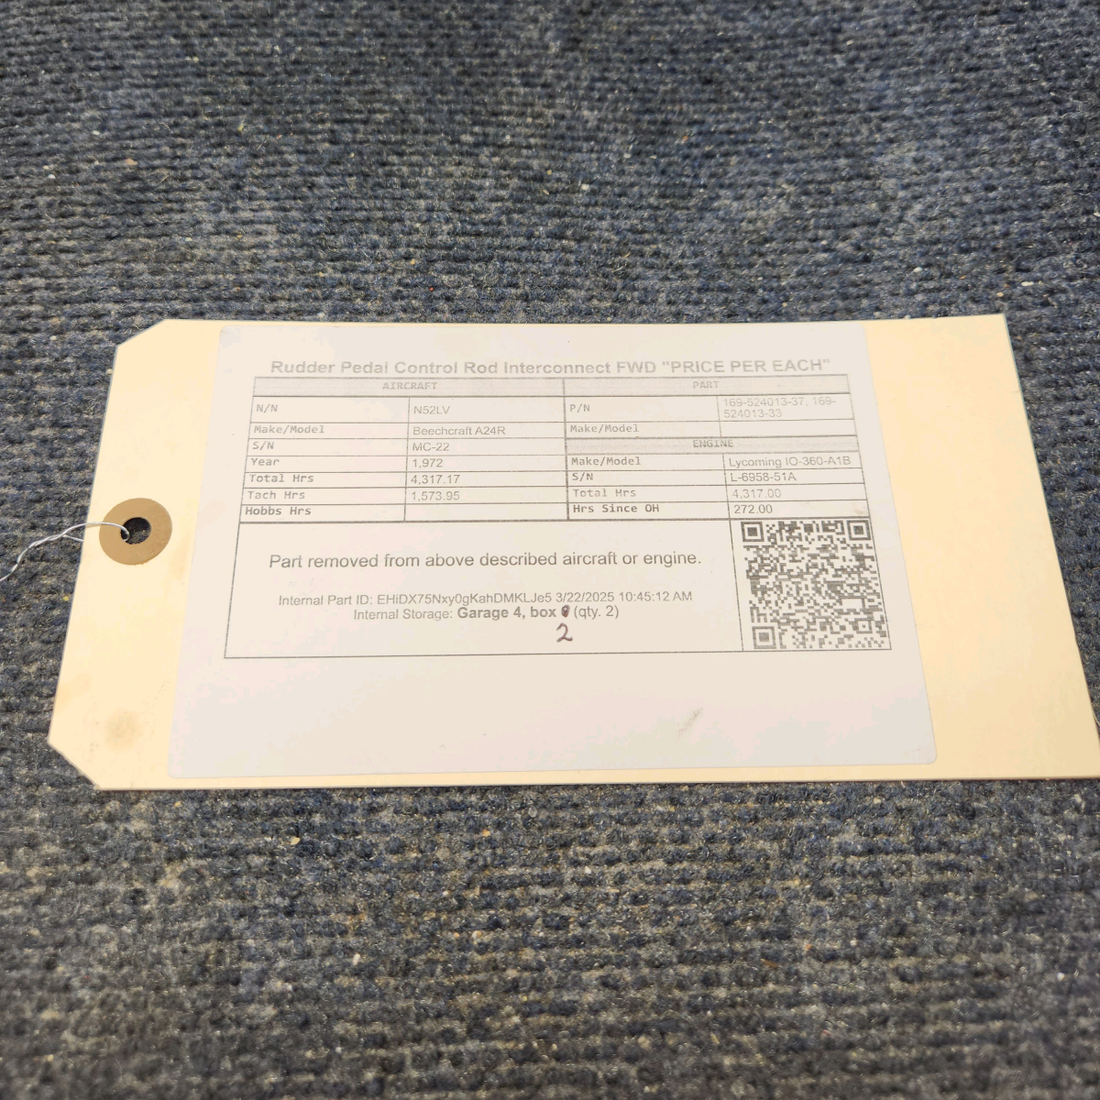 Rudder Pedal Control Rod Interconnect FWD "PRICE PER EACH"
AIRCRAFT PART
N/N N52LV P/N 169-524013-37, 169-
524013-33
Make/Model Beechcraft A24R Make/Model
S/N MC-22 ENGINE
Year 1,972 Make/Model Lycoming IO-360-A1B
Total Hrs 4,317.17 S/N L-6958-51A
Tach Hrs 1,573.95 Total Hrs 4,317.00
Hobbs Hrs Hrs Since OH 272.00
Part removed from above described aircraft or engine.
Internal Part ID: EHiDX75Nxy0gKahDMKLJe5 3/22/2025 10:45:12 AM
Internal Storage: Garage 4, box (qty. 2)
2